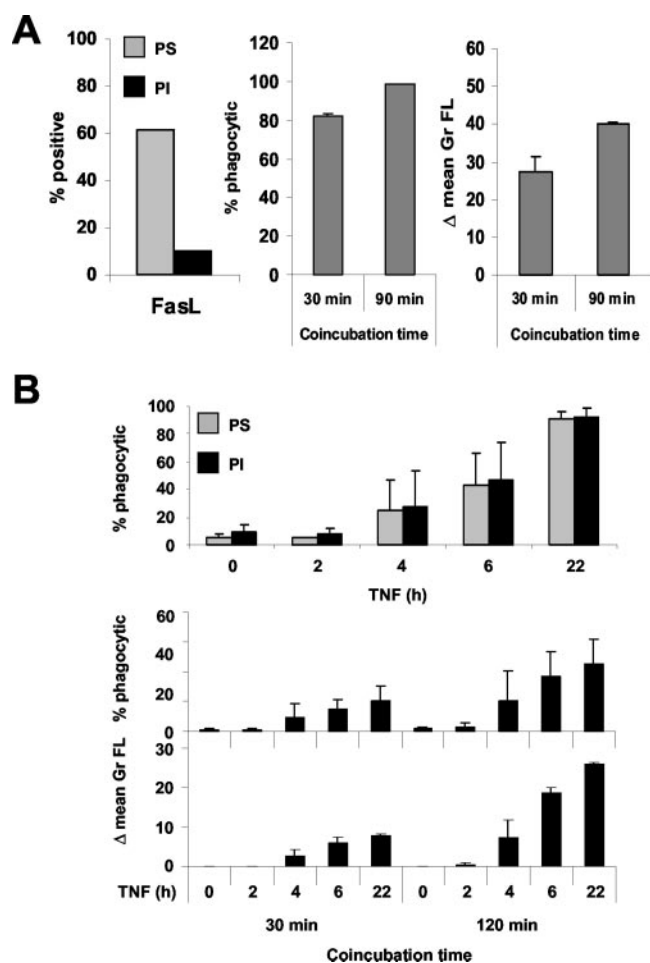 A
PS
PI
% positive
100
80
60
40
20
0
FasL
% phagocytic
120
100
80
60
40
20
0
30 min 90 min
Coincubation time
Δ mean Gr FL
60
50
40
30
20
10
0
30 min 90 min
Coincubation time
B
PS
PI
% phagocytic
100
80
60
40
20
0
0 2 4 6 22
TNF (h)
% phagocytic
60
40
20
0
Δ mean Gr FL
30
20
10
0
TNF (h) 0 2 4 6 22 0 2 4 6 22
30 min 120 min
Coincubation time